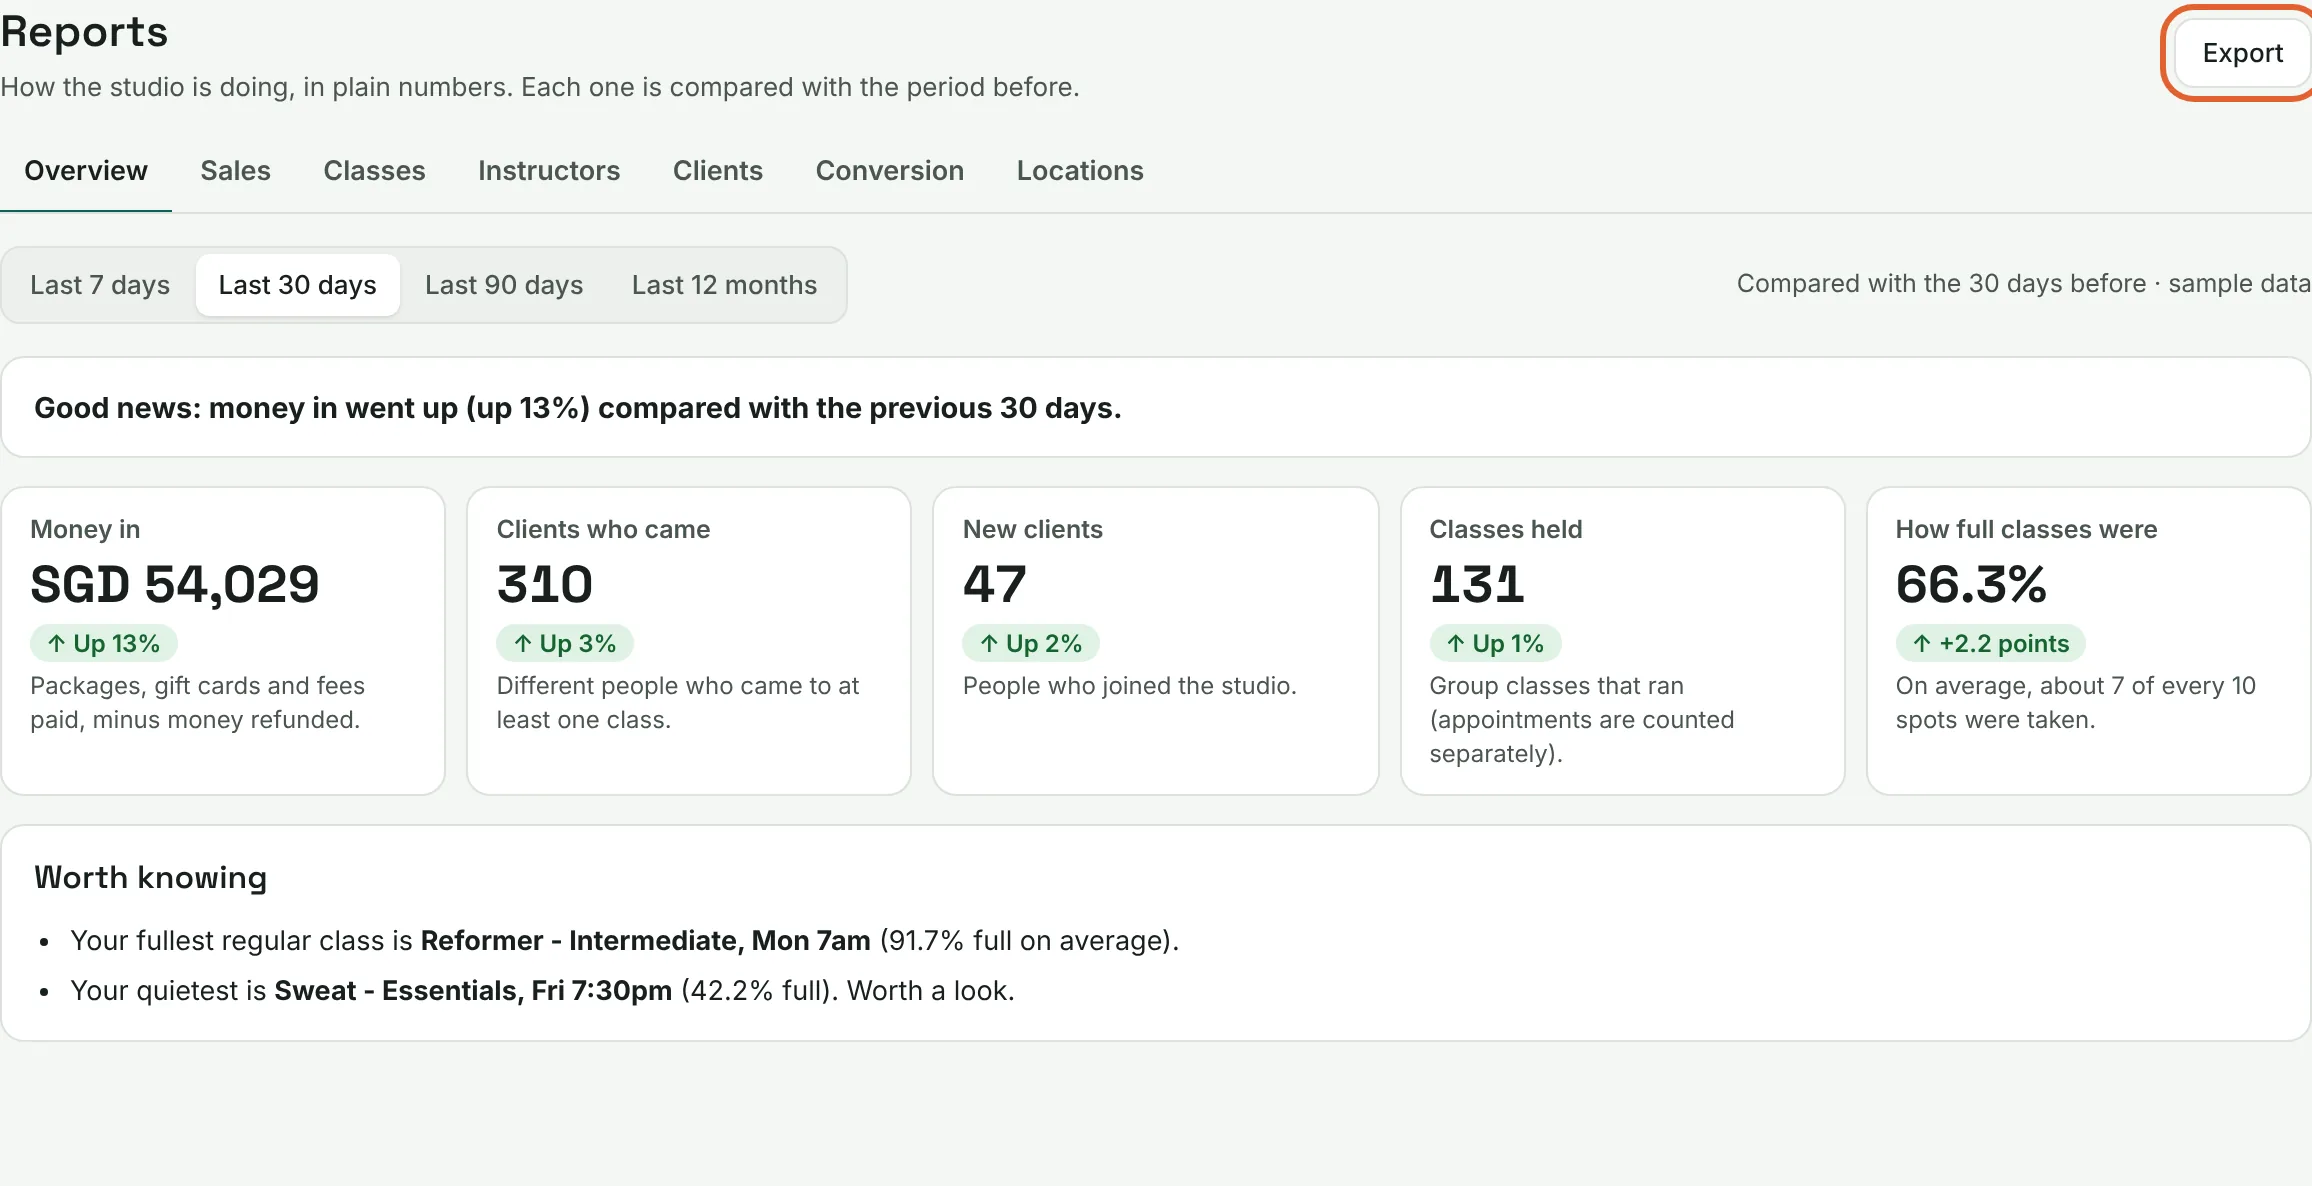 Reports
Export
How the studio is doing, in plain numbers. Each one is compared with the period before.
Overview Sales Classes Instructors Clients Conversion Locations
Last 7 days Last 30 days Last 90 days Last 12 months
Compared with the 30 days before · sample data
Good news: money in went up (up 13%) compared with the previous 30 days.
Money in
SGD 54,029
↑ Up 13%
Packages, gift cards and fees
paid, minus money refunded.
Clients who came
310
↑ Up 3%
Different people who came to at
least one class.
New clients
47
↑ Up 2%
People who joined the studio.
Classes held
131
↑ Up 1%
Group classes that ran
(appointments are counted
separately).
How full classes were
66.3%
↑ +2.2 points
On average, about 7 of every 10
spots were taken.
Worth knowing
• Your fullest regular class is Reformer - Intermediate, Mon 7am (91.7% full on average).
• Your quietest is Sweat - Essentials, Fri 7:30pm (42.2% full). Worth a look.